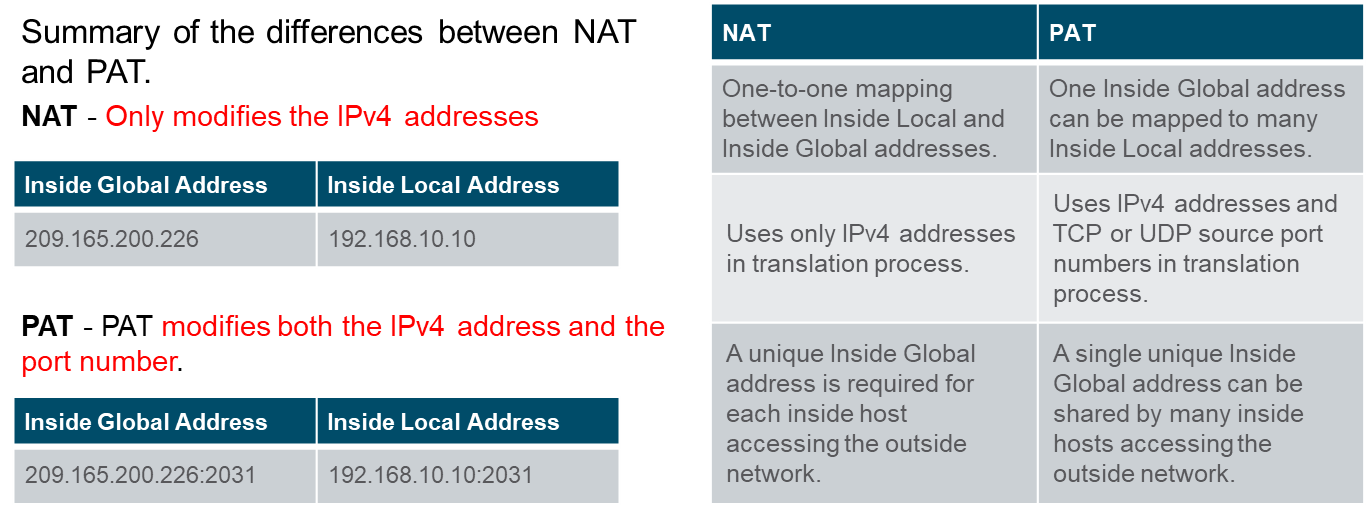 Summary of the differences between NAT
and PAT.
NAT - Only modifies the IPv4 addresses
Inside Global Address
Inside Local Address
209.165.200.226
192.168.10.10
PAT - PAT modifies both the IPv4 address and the
port number.
Inside Global Address
Inside Local Address
209.165.200.226:2031
192.168.10.10:2031
NAT
PAT
One-to-one mapping
between Inside Local and
Inside Global addresses.
One Inside Global address
can be mapped to many
Inside Local addresses.
Uses only IPv4 addresses
in translation process.
Uses IPv4 addresses and
TCP or UDP source port
numbers in translation
process.
A unique Inside Global
address is required for
each inside host
accessing the outside
network.
A single unique Inside
Global address can be
shared by many inside
hosts accessing the
outside network.